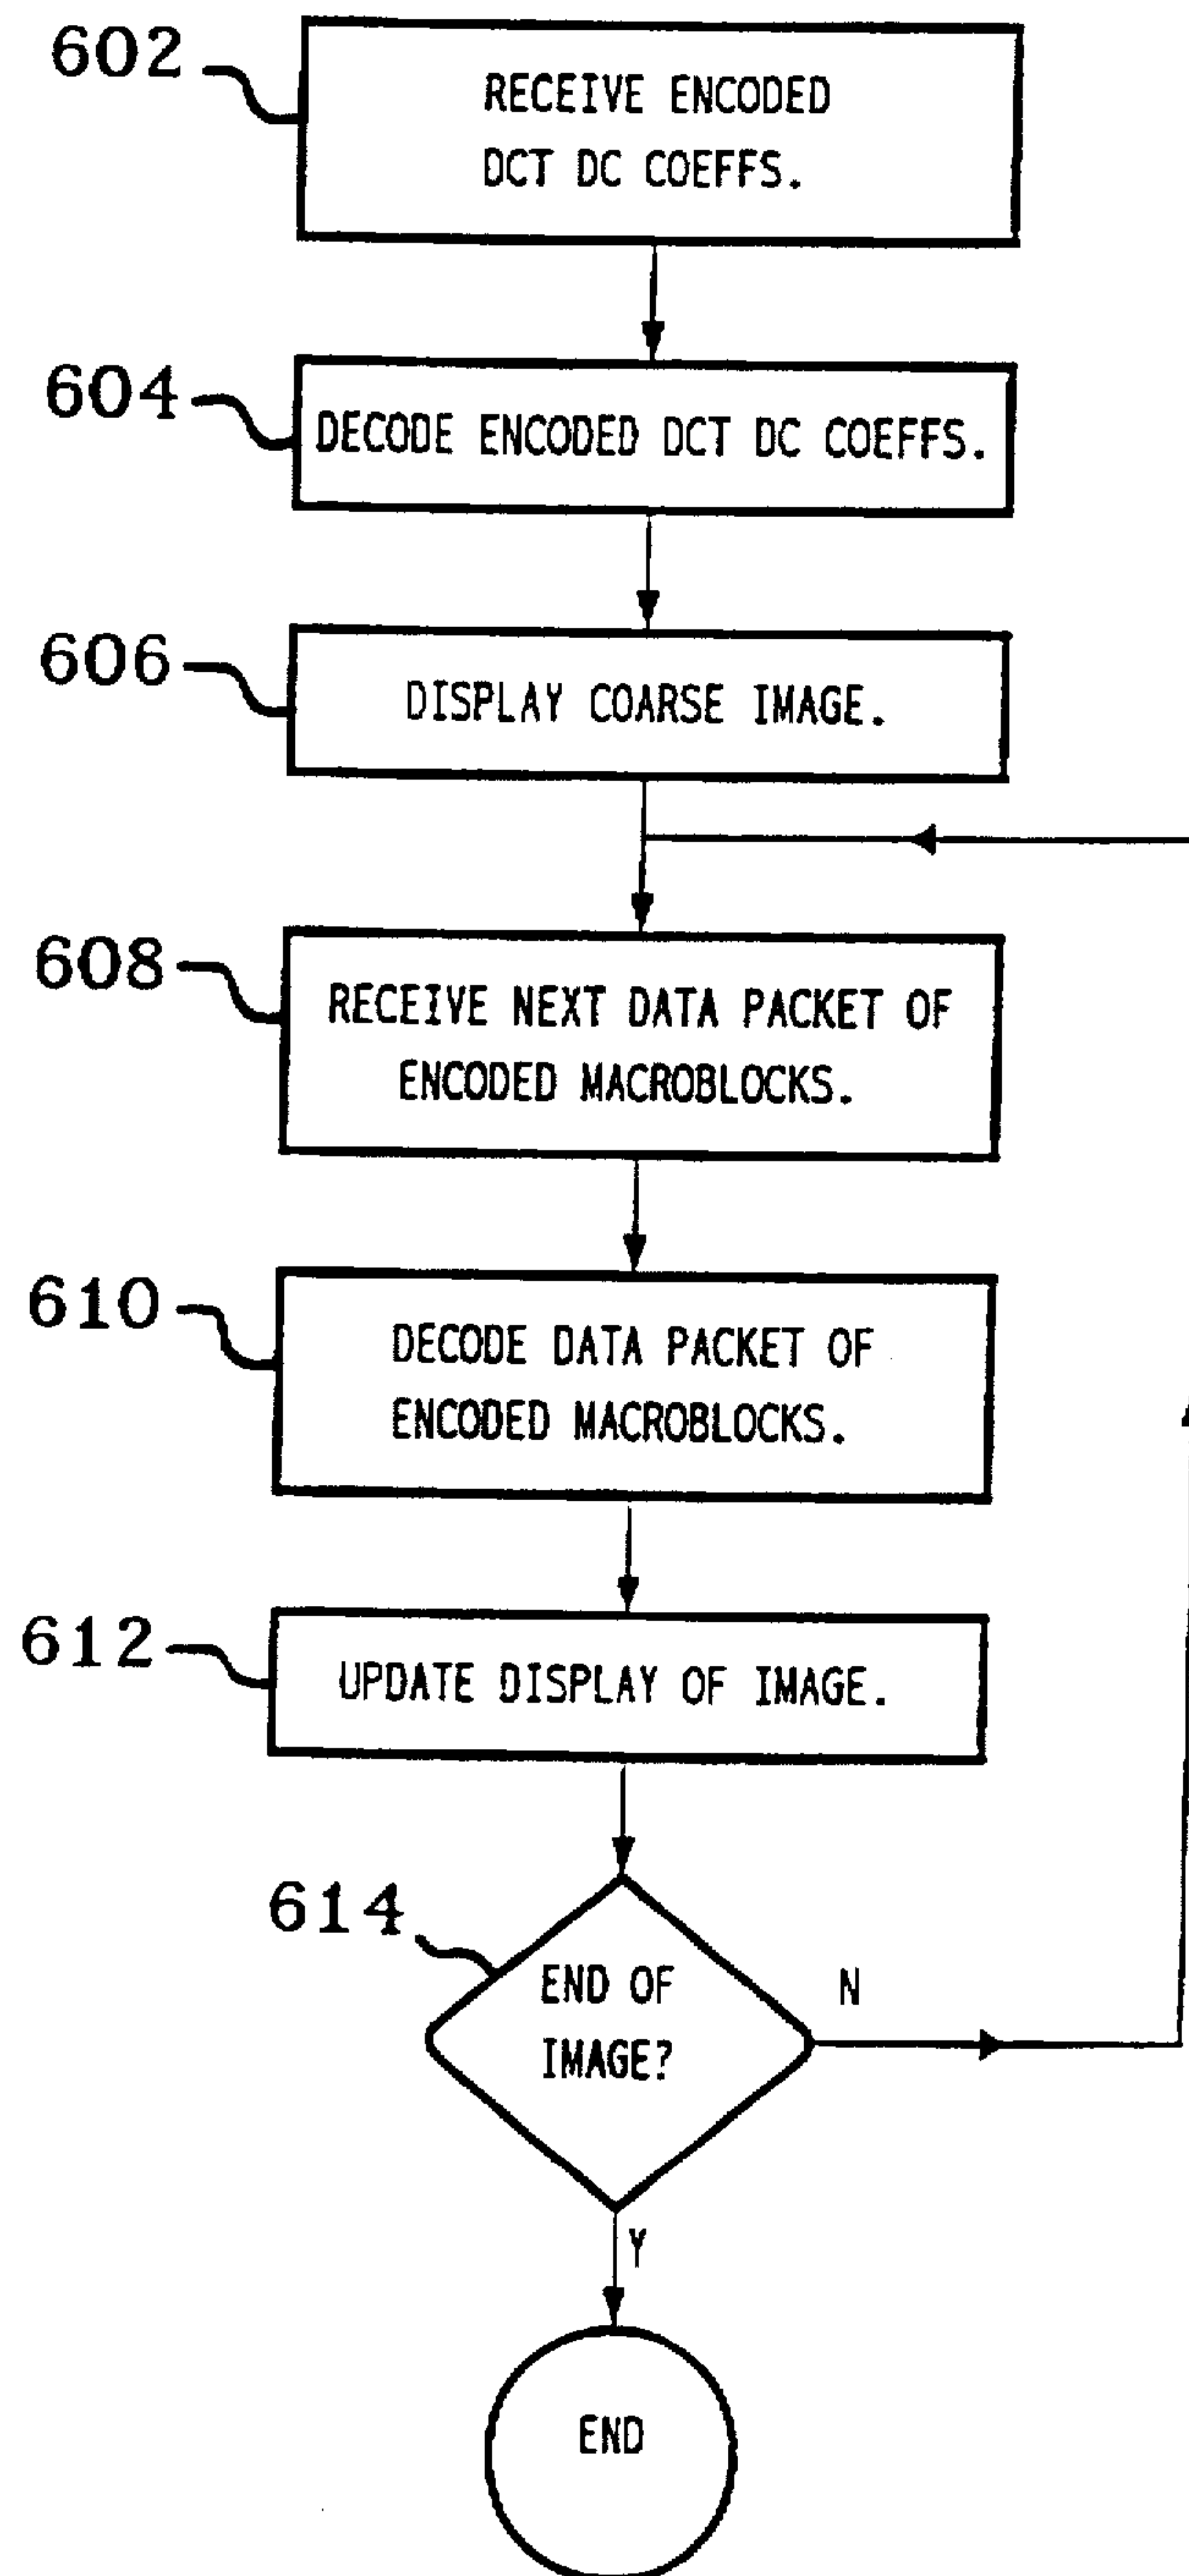 602
RECEIVE ENCODED
DCT DC COEFFS.
604
DECODE ENCODED DCT DC COEFFS.
606
DISPLAY COARSE IMAGE.
608
RECEIVE NEXT DATA PACKET OF
ENCODED MACROBLOCKS.
610
DECODE DATA PACKET OF
ENCODED MACROBLOCKS.
612
UPDATE DISPLAY OF IMAGE.
614
END OF
IMAGE?
N
Y
END